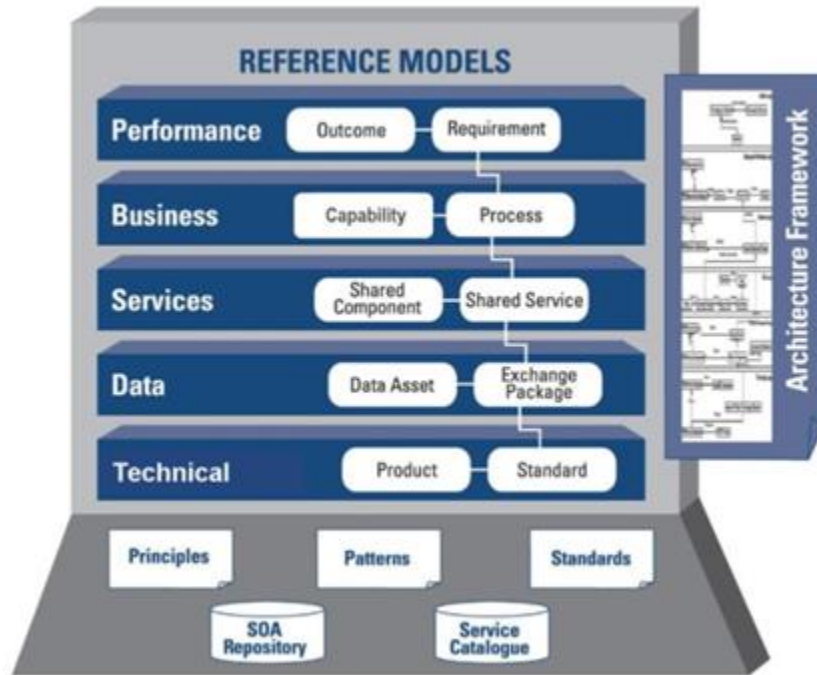 REFERENCE MODELS
Performance
Outcome
Requirement
Business
Capability
Process
Services
Shared
Component
Shared Service
Data
Data Asset
Exchange
Package
Technical
Product
Standard
Architecture Framework
Principles
Patterns
Standards
SOA
Repository
Service
Catalogue